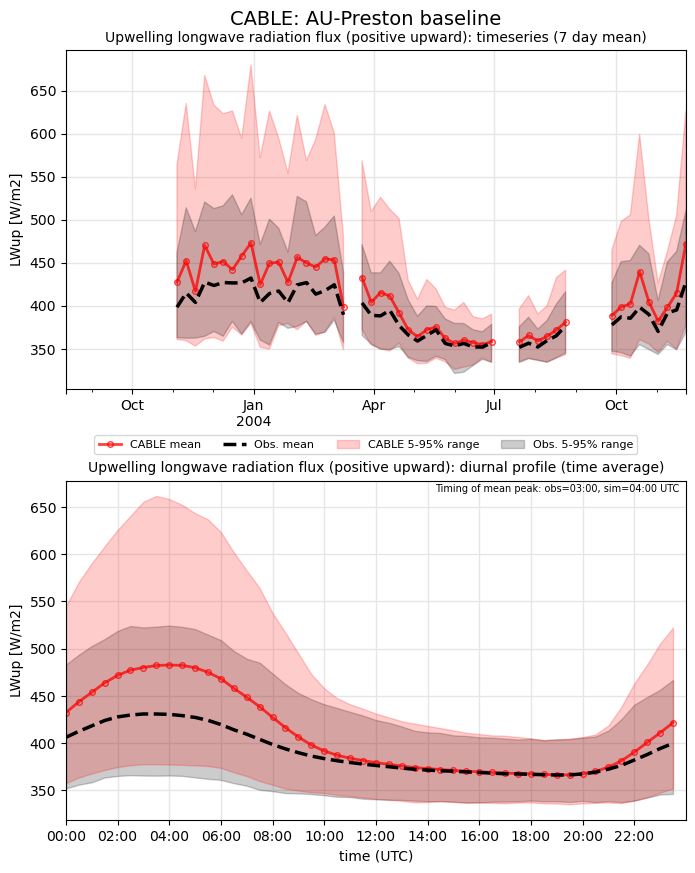 CABLE: AU-Preston baseline
Upwelling longwave radiation flux (positive upward): timeseries (7 day mean)
650
600
550
500
450
400
350
LWup [W/m2]
Oct
Jan
2004
Apr
Jul
Oct
CABLE mean
Obs. mean
CABLE 5-95% range
Obs. 5-95% range
Upwelling longwave radiation flux (positive upward): diurnal profile (time average)
Timing of mean peak: obs=03:00, sim=04:00 UTC
650
600
550
500
450
400
350
LWup [W/m2]
00:00
02:00
04:00
06:00
08:00
10:00
12:00
14:00
16:00
18:00
20:00
22:00
time (UTC)